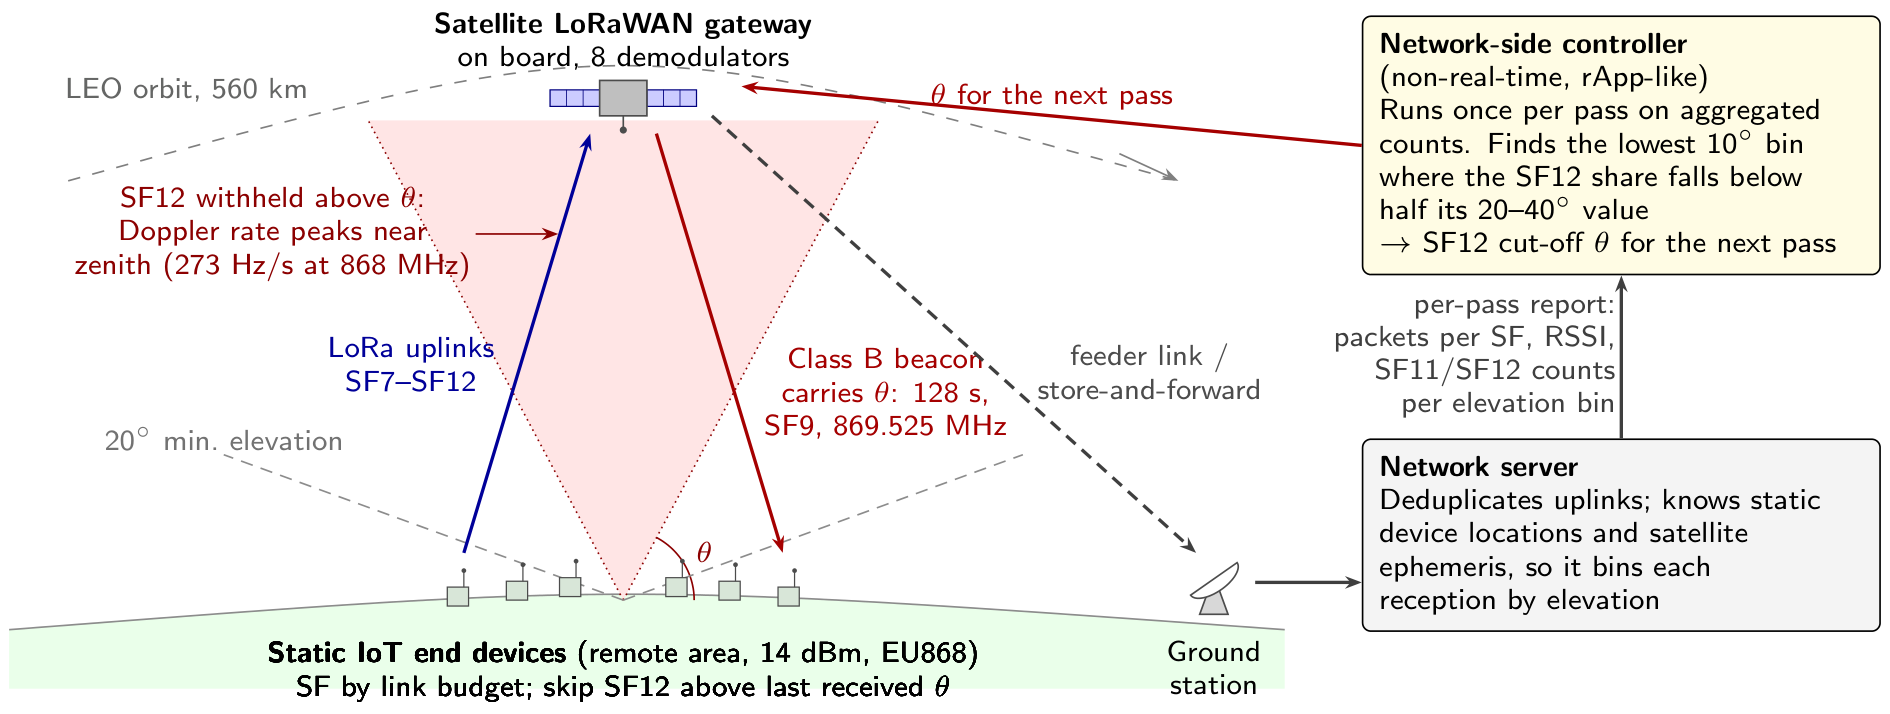 Satellite LoRaWAN gateway
on board, 8 demodulators
LEO orbit, 560 km
θ for the next pass
SF12 withheld above θ:
Doppler rate peaks near
zenith (273 Hz/s at 868 MHz)
LoRa uplinks
SF7–SF12
Class B beacon
carries θ: 128 s,
SF9, 869.525 MHz
feeder link /
store-and-forward
20° min. elevation
θ
Static IoT end devices (remote area, 14 dBm, EU868)
SF by link budget; skip SF12 above last received θ
Ground
station
Network-side controller
(non-real-time, rApp-like)
Runs once per pass on aggregated
counts. Finds the lowest 10° bin
where the SF12 share falls below
half its 20–40° value
→ SF12 cut-off θ for the next pass
per-pass report:
packets per SF, RSSI,
SF11/SF12 counts
per elevation bin
Network server
Deduplicates uplinks; knows static
device locations and satellite
ephemeris, so it bins each
reception by elevation